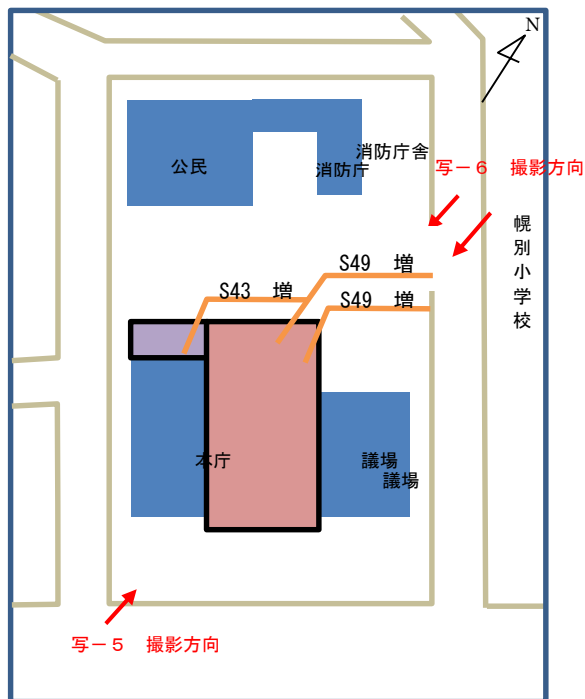 N
消防庁舎
公民
消防庁
写－6　撮影方向
幌別小学校
S49　増
S43　増
S49　増
本庁
議場
議場
写－5　撮影方向